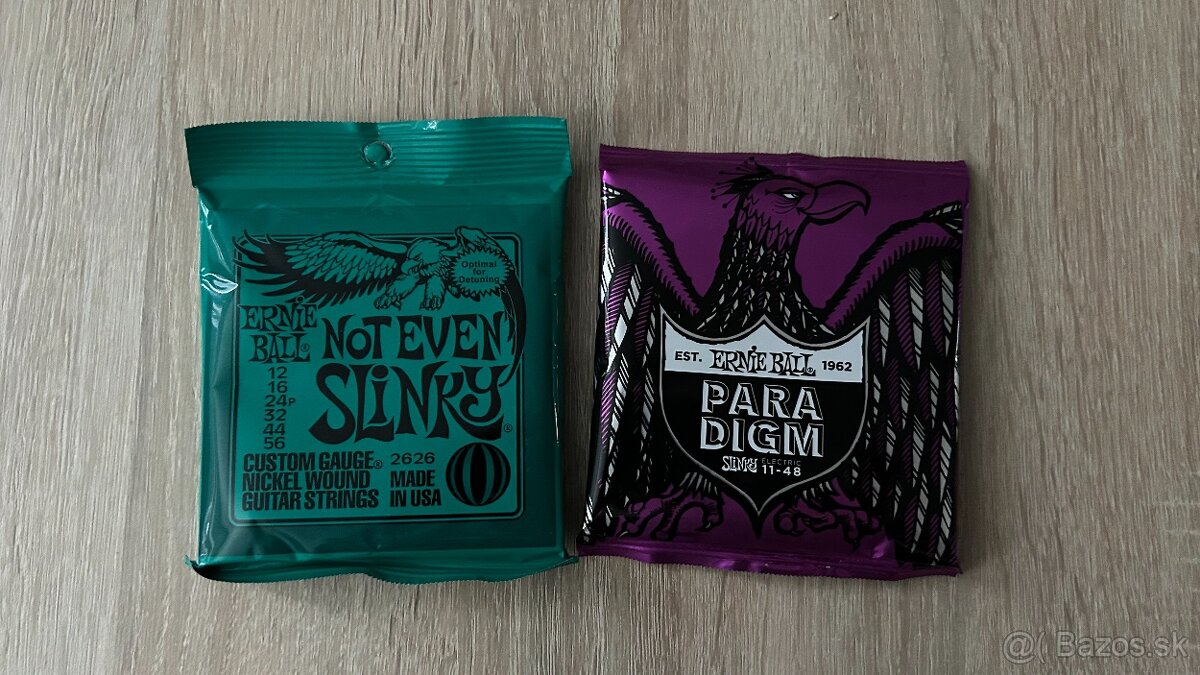 Optimal
for
Detuning
ERNIE
BALL®
NOT EVEN
SLINKY®
12
16
24P
32
44
56
CUSTOM GAUGE® 2626
NICKEL WOUND MADE
GUITAR STRINGS IN USA
EST. ERNIE BALL® 1962
PARA
DIGM
SLINKY ELECTRIC
11-48
@( Bazos.sk